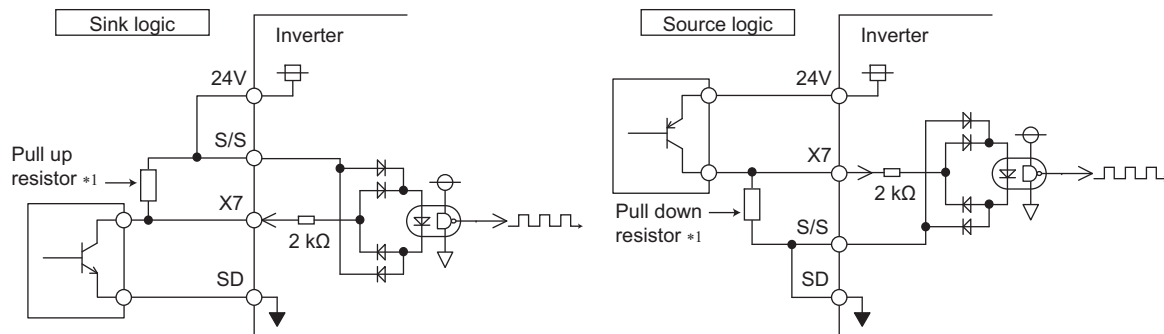 Sink logic
Inverter
24V
S/S
Pull up
resistor *1
X7
2 kΩ
SD
Source logic
Inverter
24V
X7
2 kΩ
Pull down
resistor *1
S/S
SD